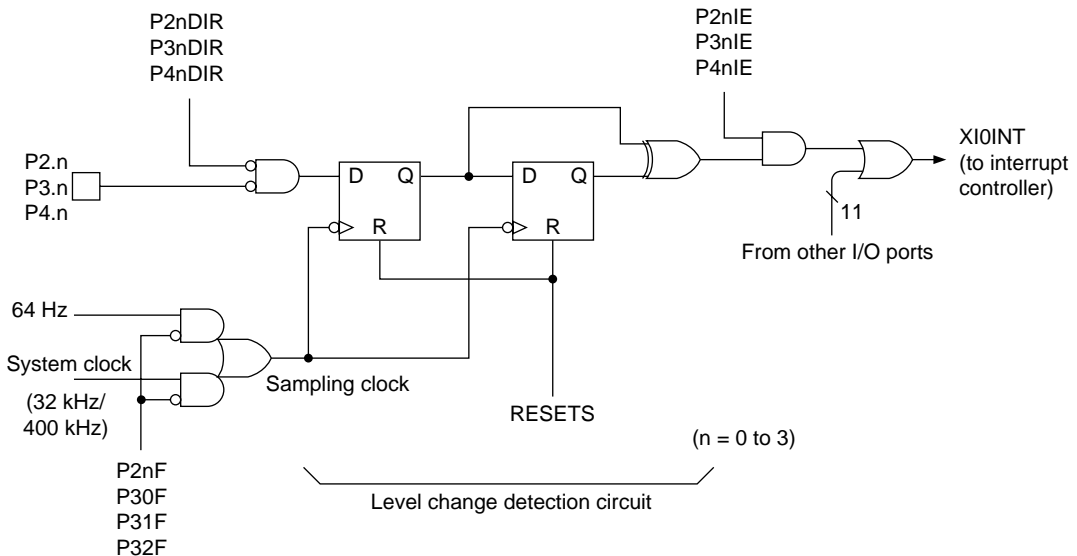 P2nDIR
P3nDIR
P4nDIR
P2nIE
P3nIE
P4nIE
P2.n
P3.n
P4.n
D Q
R
D Q
R
XI0INT
(to interrupt
controller)
11
From other I/O ports
64 Hz
System clock
(32 kHz/
400 kHz)
Sampling clock
RESETS
(n = 0 to 3)
P2nF
P30F
P31F
P32F
Level change detection circuit